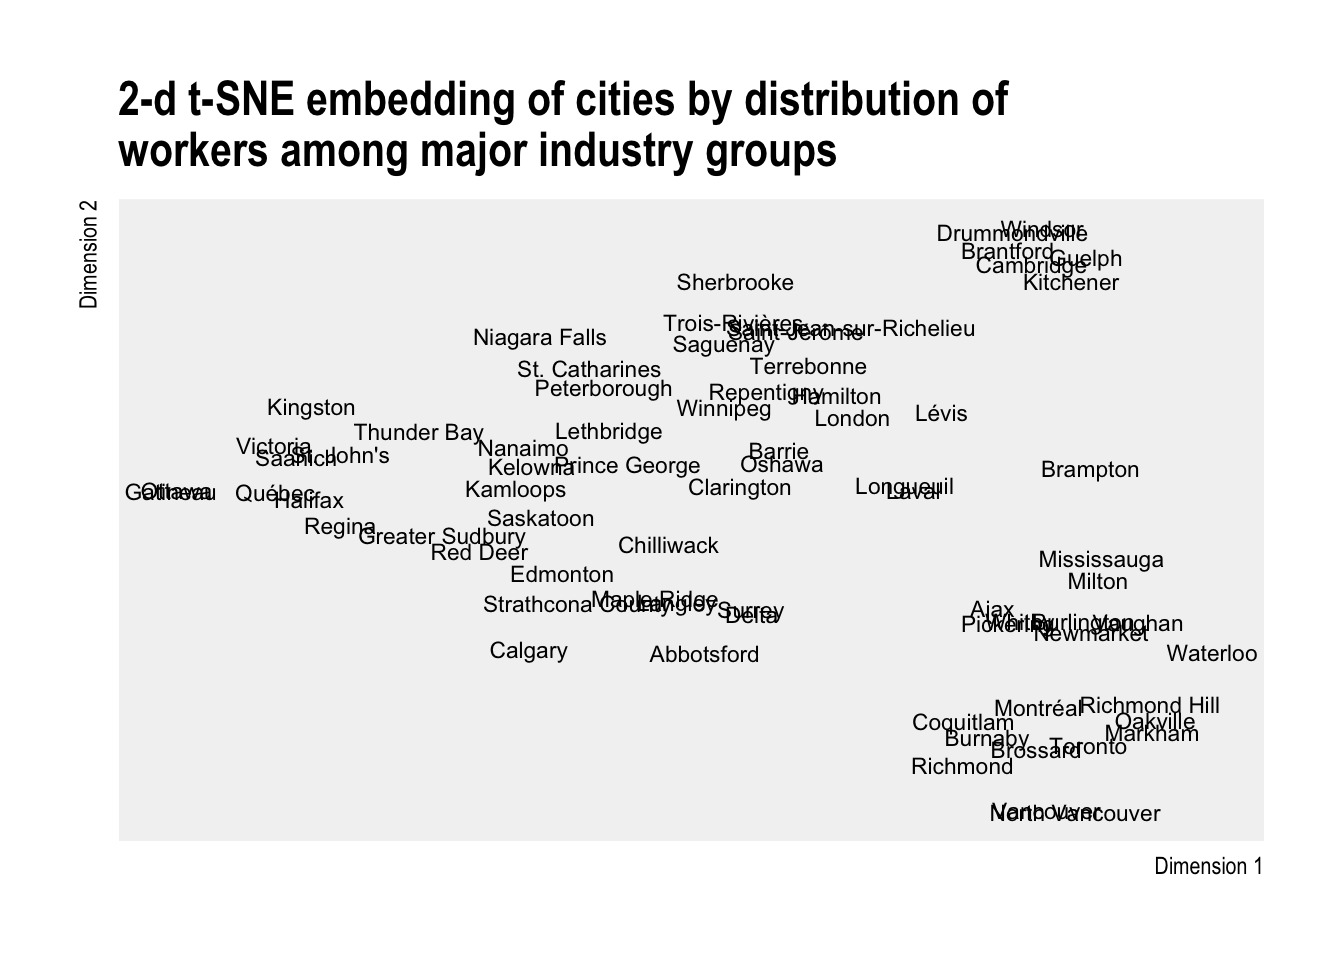 2-d t-SNE embedding of cities by distribution of
workers among major industry groups
Dimension 2
Windsor
Drummondville
Brantford
Guelph
Cambridge
Kitchener
Sherbrooke
Trois-Rivières
Saint-Jean-sur-Richelieu
Saint-Jérôme
Niagara Falls
Saguenay
Terrebonne
St. Catharines
Peterborough
Repentigny
Hamilton
Kingston
Winnipeg
Lévis
London
Thunder Bay
Lethbridge
Victoria
Nanaimo
Barrie
Saanich
St. John's
Kelowna
Prince George
Oshawa
Brampton
Gatineau
Ottawa
Québec
Halifax
Kamloops
Clarington
Longueuil
Laval
Saskatoon
Regina
Greater Sudbury
Red Deer
Chilliwack
Mississauga
Edmonton
Milton
Strathcona County
Maple Ridge
Langley
Surrey
Delta
Ajax
Pickering
Whitby
Burlington
Vaughan
Newmarket
Calgary
Abbotsford
Waterloo
Montréal
Richmond Hill
Coquitlam
Oakville
Burnaby
Markham
Brossard
Toronto
Richmond
Vancouver
North Vancouver
Dimension 1